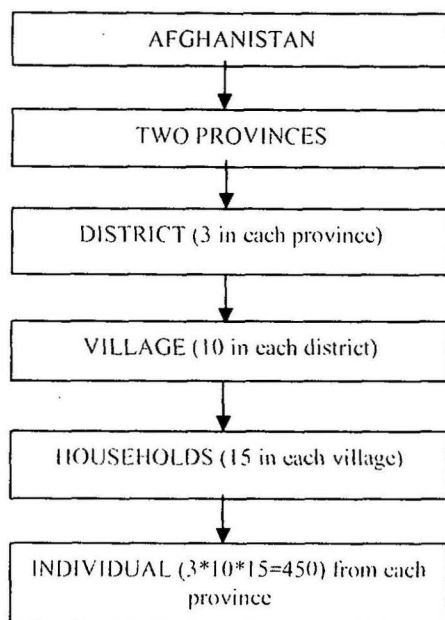 AFGHANISTAN
TWO PROVINCES
DISTRICT (3 in each province)
VILLAGE (10 in each district)
HOUSEHOLDS (15 in each village)
INDIVIDUAL (3*10*15=450) from each
province